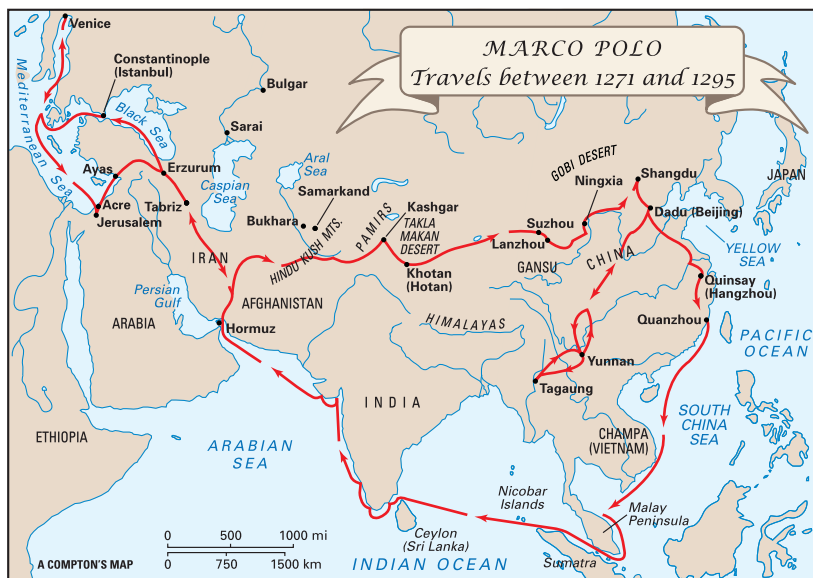 MARCO POLO
Travels between 1271 and 1295
Venice
Constantinople
(Istanbul)
Bulgar
Mediterranean Sea
Black Sea
Sarai
Aral
Sea
Ayas
Erzurum
Caspian
Sea
Samarkand
Kashgar
GOBI DESERT
Shangdu
JAPAN
Ningxia
Acre
Jerusalem
Tabriz
Bukhara
HINDU KUSH MTS.
PAMIRS
TAKLA
MAKAN
DESERT
Suzhou
Lanzhou
Dadu (Beijing)
IRAN
Khotan
(Hotan)
GANSU
CHINA
YELLOW
SEA
Persian
Gulf
AFGHANISTAN
Quinsay
(Hangzhou)
ARABIA
Hormuz
HIMALAYAS
Quanzhou
PACIFIC
OCEAN
Yunnan
Tagaung
INDIA
SOUTH
CHINA
SEA
ETHIOPIA
ARABIAN
SEA
CHAMPA
(VIETNAM)
Nicobar
Islands
Malay
Peninsula
Ceylon
(Sri Lanka)
0 500 1000 mi
0 750 1500 km
A COMPTON'S MAP
INDIAN OCEAN
Sumatra